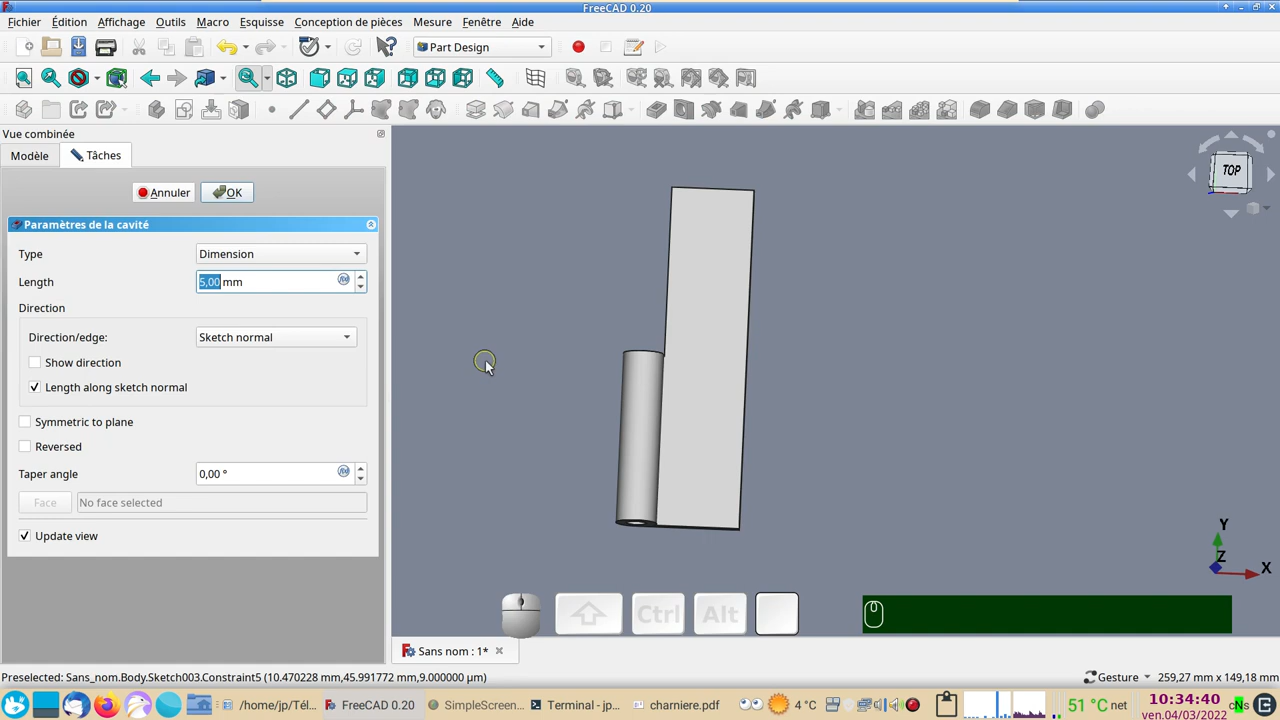 FreeCAD 0.20
Fichier Édition Affichage Outils Macro Esquisse Conception de pièces Mesure Fenêtre Aide
Part Design
Vue combinée
Modèle Tâches
Annuler OK
Paramètres de la cavité
Type Dimension
Length 5,00 mm
Direction
Direction/edge: Sketch normal
Show direction
Length along sketch normal
Symmetric to plane
Reversed
Taper angle 0,00 °
Face No face selected
Update view
TOP
Y
Z
X
Ctrl Alt
Sans nom : 1*
Preselected: Sans_nom.Body.Sketch003.Constraint5 (10.470228 mm,45.991772 mm,9.000000 µm) Gesture 259,27 mm x 149,18 mm
/home/jp/Tél... FreeCAD 0.20 SimpleScreen... Terminal - jp... charniere.pdf 4 °C 51 °C net 10:34:40
ven.04/03/2022